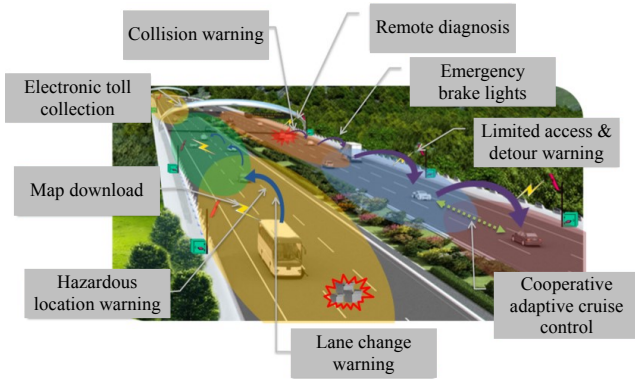 Collision warning
Remote diagnosis
Electronic toll
collection
Emergency
brake lights
Limited access &
detour warning
Map download
Hazardous
location warning
Cooperative
adaptive cruise
control
Lane change
warning